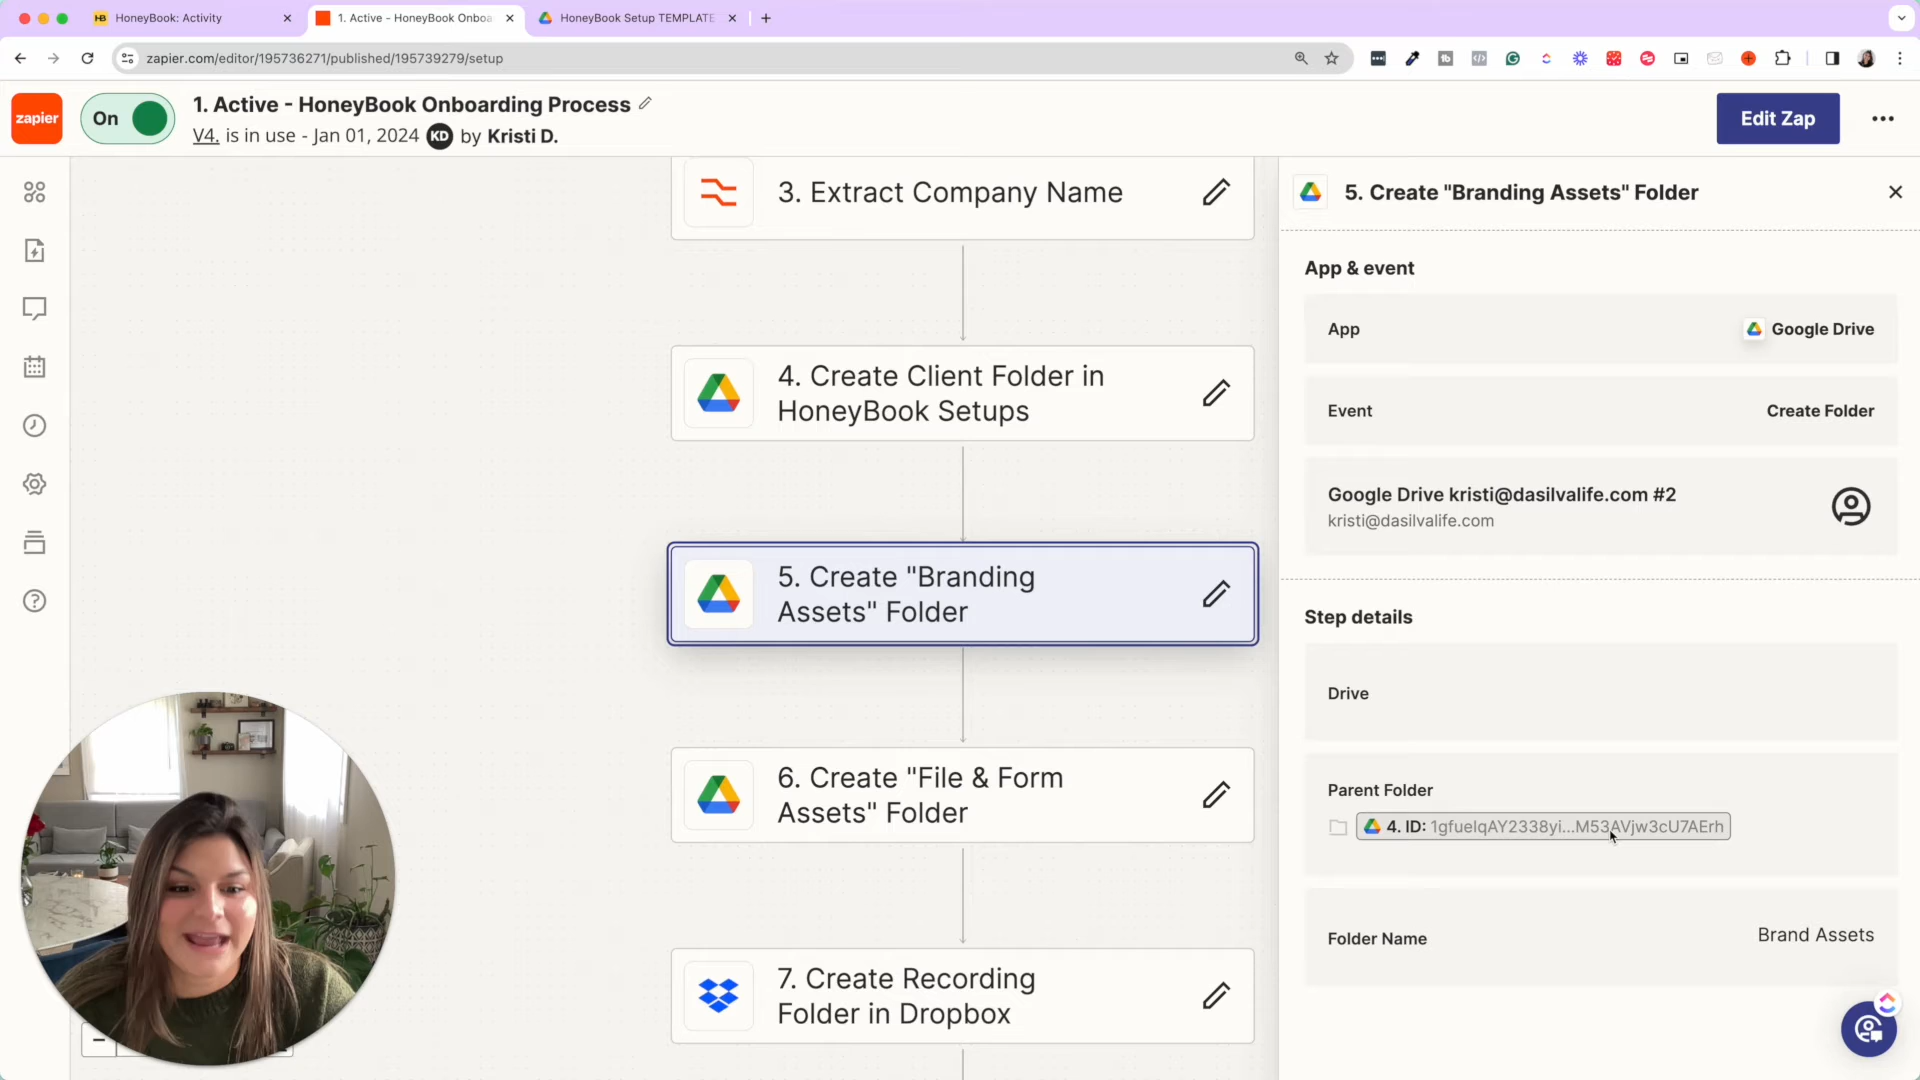 HB HoneyBook: Activity
1. Active - HoneyBook Onboa
HoneyBook Setup TEMPLATE
zapier.com/editor/195736271/published/195739279/setup
zapier
On
1. Active - HoneyBook Onboarding Process
V4. is in use - Jan 01, 2024 KD by Kristi D.
Edit Zap
3. Extract Company Name
4. Create Client Folder in
HoneyBook Setups
5. Create "Branding
Assets" Folder
6. Create "File & Form
Assets" Folder
7. Create Recording
Folder in Dropbox
5. Create "Branding Assets" Folder
App & event
App
Google Drive
Event
Create Folder
Google Drive kristi@dasilvalife.com #2
kristi@dasilvalife.com
Step details
Drive
Parent Folder
4. ID: 1gfuelqAY2338yi...M53AVjw3cU7AErh
Folder Name
Brand Assets